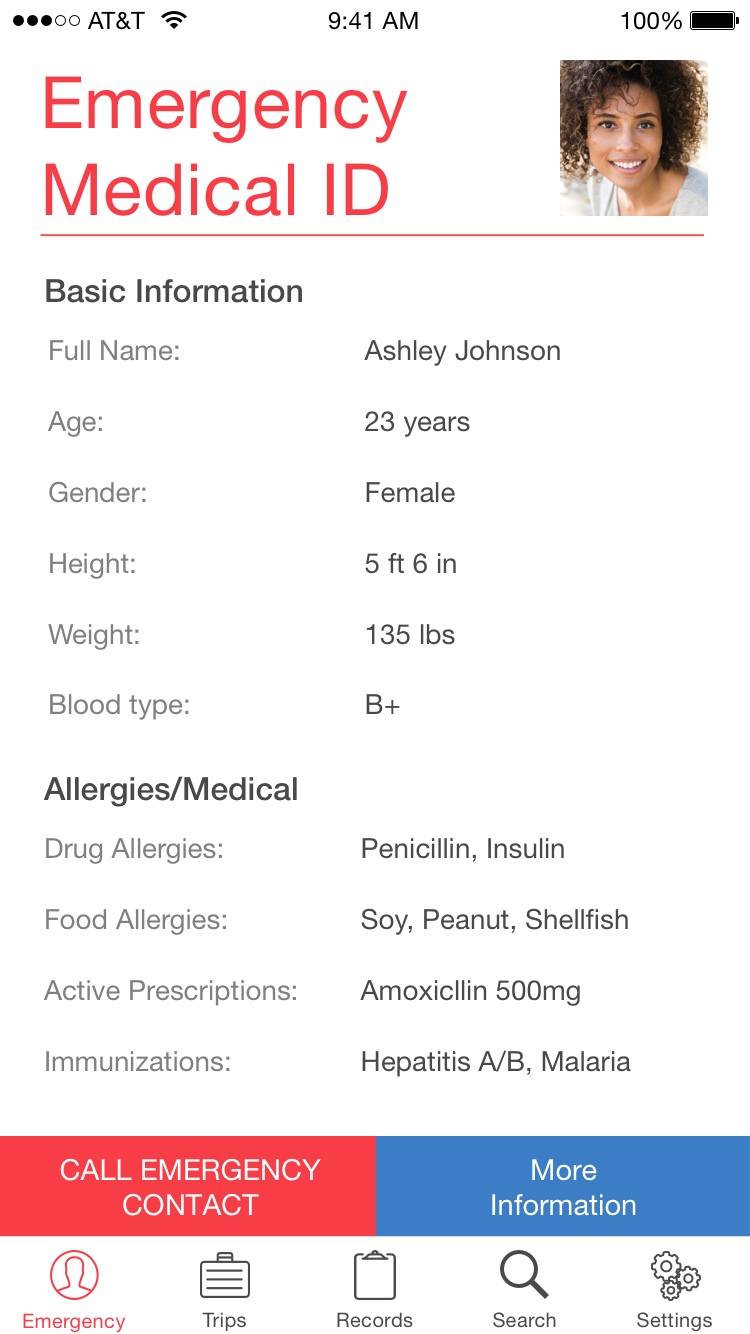 AT&T 9:41 AM 100%
Emergency
Medical ID
Basic Information
Full Name: Ashley Johnson
Age: 23 years
Gender: Female
Height: 5 ft 6 in
Weight: 135 lbs
Blood type: B+
Allergies/Medical
Drug Allergies: Penicillin, Insulin
Food Allergies: Soy, Peanut, Shellfish
Active Prescriptions: Amoxicllin 500mg
Immunizations: Hepatitis A/B, Malaria
CALL EMERGENCY
CONTACT
More
Information
Emergency Trips Records Search Settings